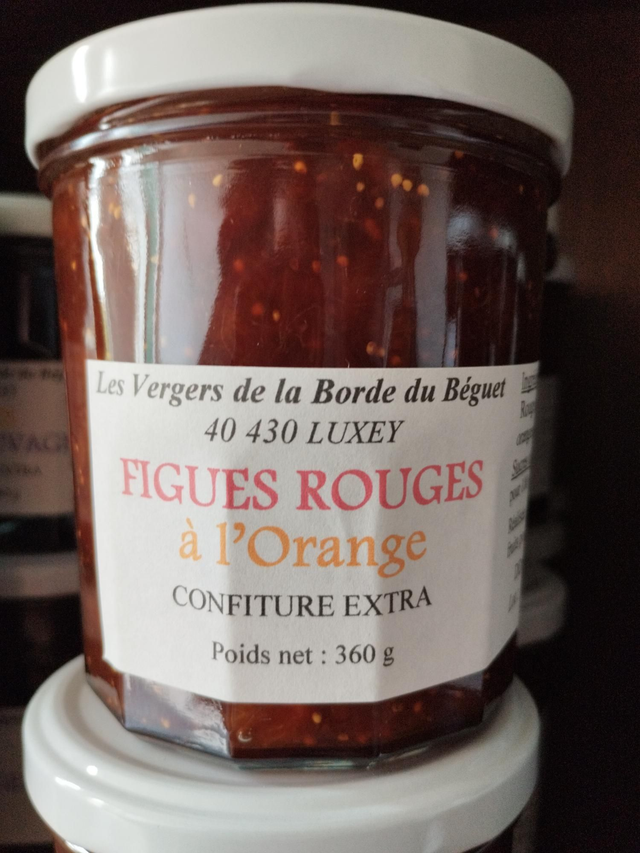 Les Vergers de la Borde du Béguet
40 430 LUXEY
FIGUES ROUGES
à l'Orange
CONFITURE EXTRA
Poids net : 360 g